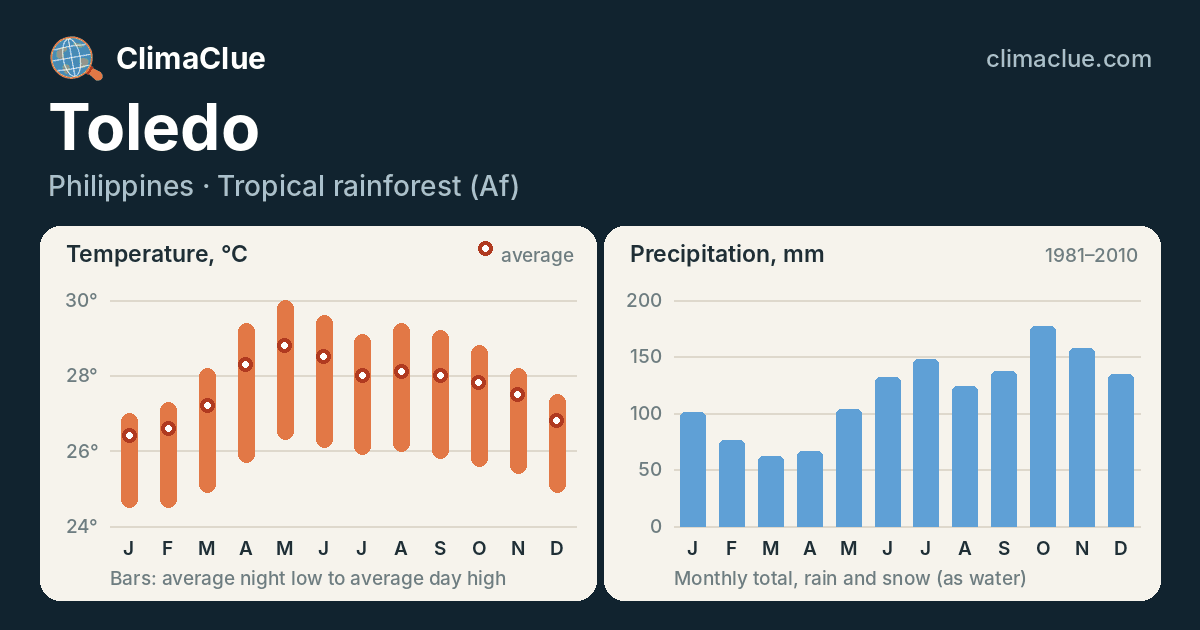 ClimaClue
climaclue.com
Toledo
Philippines · Tropical rainforest (Af)
Temperature, °C
average
30°
28°
26°
24°
J F M A M J J A S O N D
Bars: average night low to average day high
Precipitation, mm
1981–2010
200
150
100
50
0
J F M A M J J A S O N D
Monthly total, rain and snow (as water)